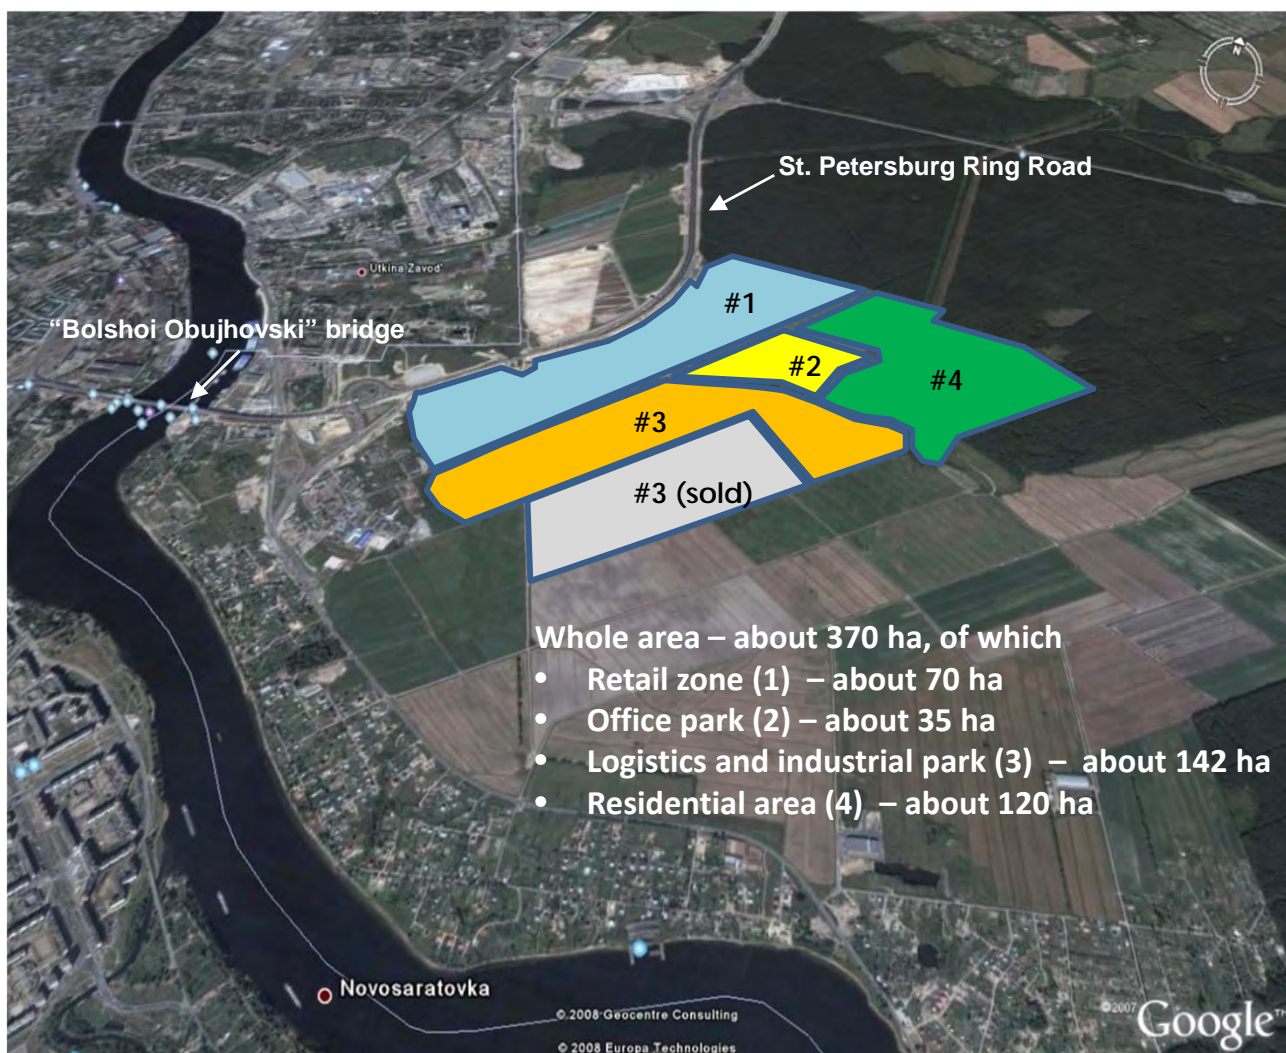 N
St. Petersburg Ring Road
Utkina Zavod'
#1
“Bolshoi Obujhovski” bridge
#2
#4
#3
#3 (sold)
Whole area – about 370 ha, of which
• Retail zone (1) – about 70 ha
• Office park (2) – about 35 ha
• Logistics and industrial park (3) – about 142 ha
• Residential area (4) – about 120 ha
Novosaratovka
© 2008 Geocentre Consulting
©2007 Google™
© 2008 Europa Technologies